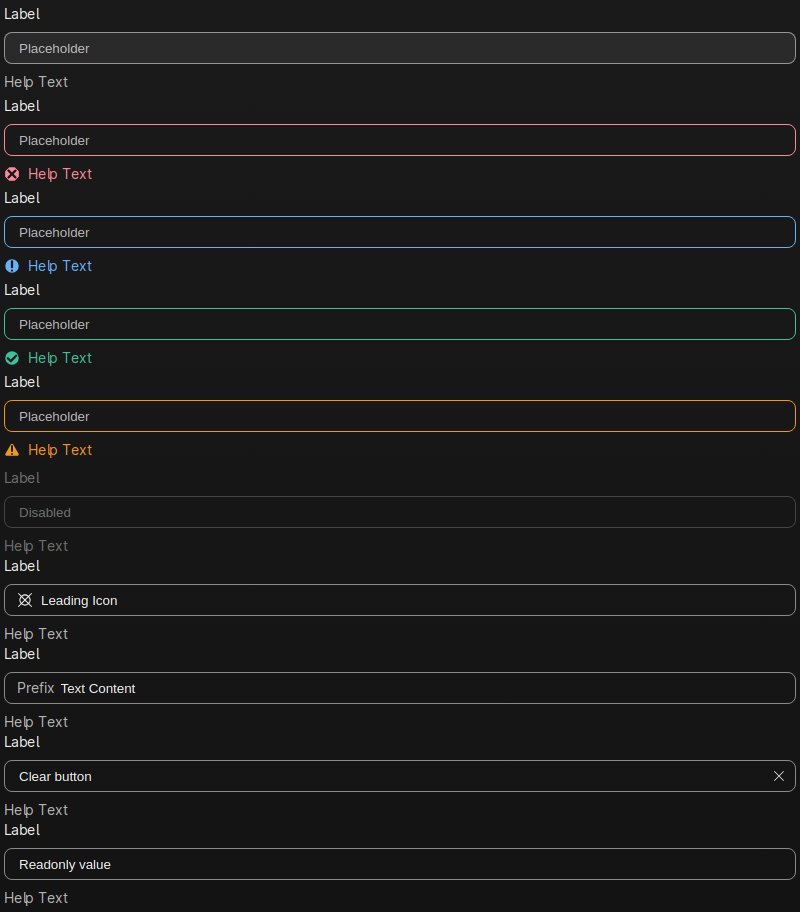 Label
Placeholder
Help Text
Label
Placeholder
Help Text
Label
Placeholder
Help Text
Label
Placeholder
Help Text
Label
Placeholder
Help Text
Label
Disabled
Help Text
Label
Leading Icon
Help Text
Label
Prefix Text Content
Help Text
Label
Clear button
Help Text
Label
Readonly value
Help Text